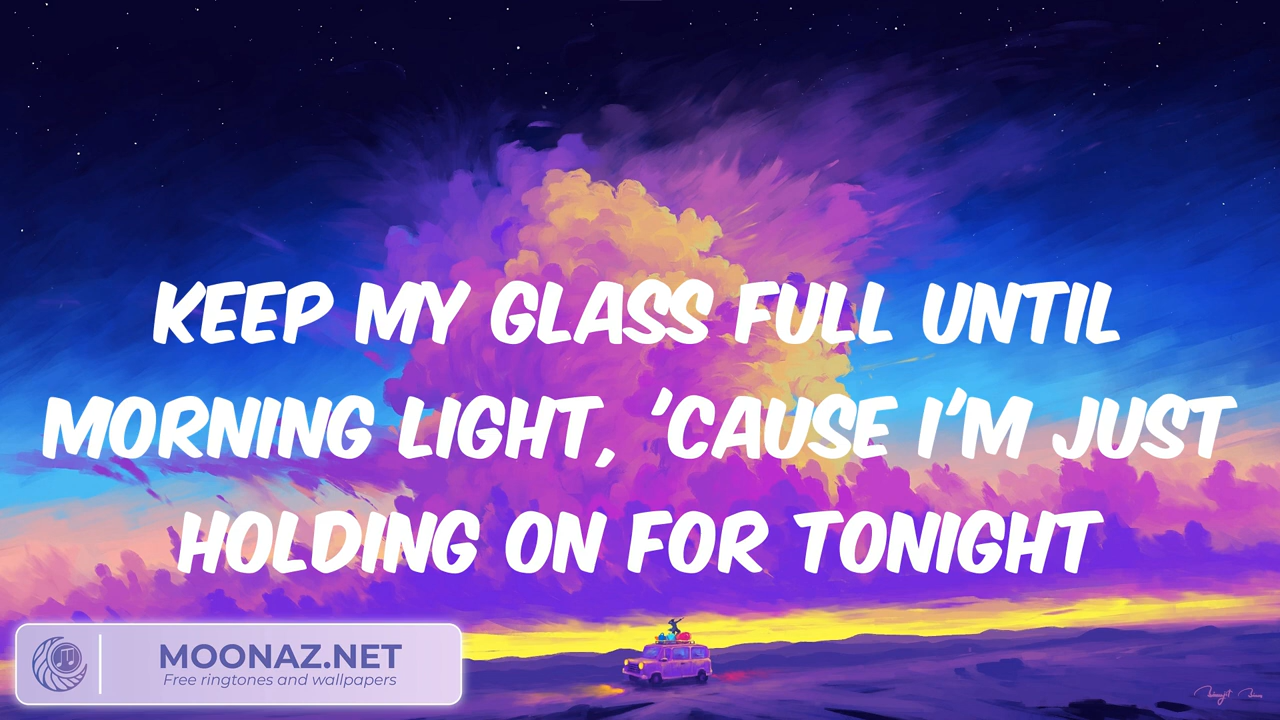 KEEP MY GLASS FULL UNTIL
MORNING LIGHT, 'CAUSE I'M JUST
HOLDING ON FOR TONIGHT
MOONAZ.NET
Free ringtones and wallpapers